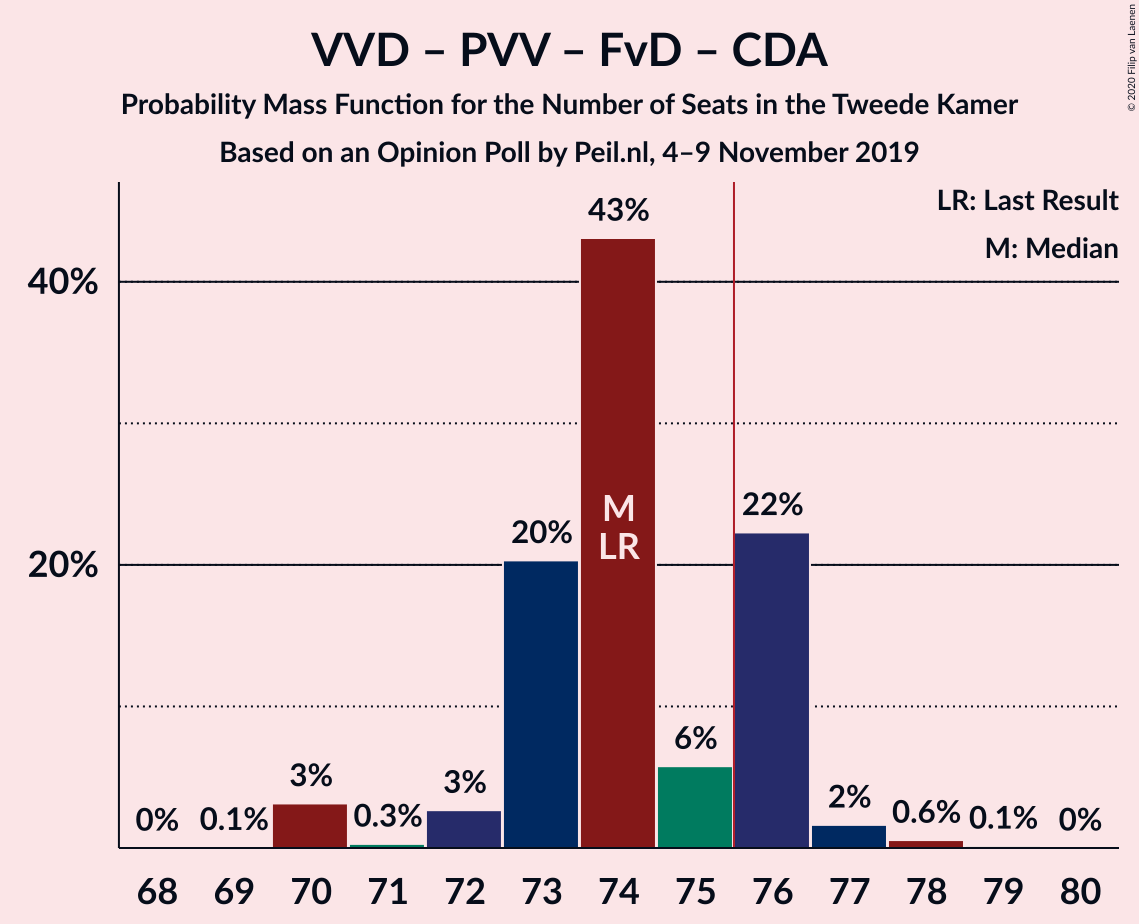 VVD – PVV – FvD – CDA
Probability Mass Function for the Number of Seats in the Tweede Kamer
Based on an Opinion Poll by Peil.nl, 4–9 November 2019
© 2020 Filip van Laenen
LR: Last Result
M: Median
40%
20%
0%
0.1%
3%
0.3%
3%
20%
43%
M
LR
6%
22%
2%
0.6%
0.1%
0%
68 69 70 71 72 73 74 75 76 77 78 79 80